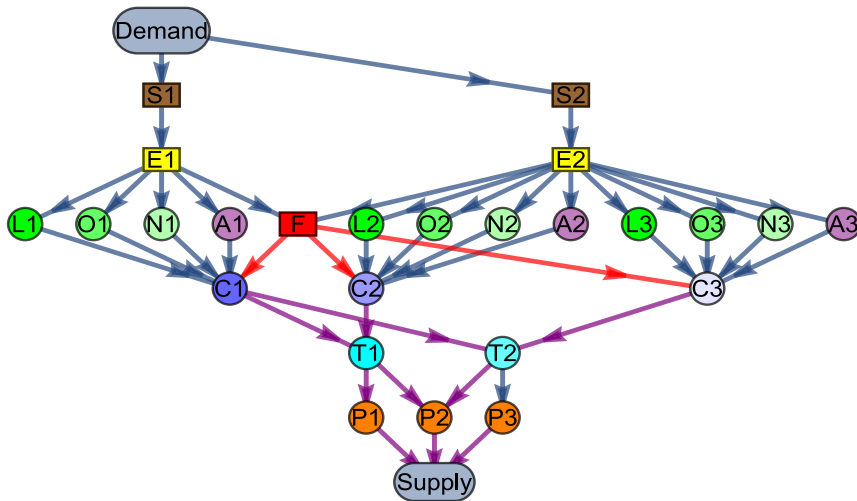 Demand
S1 S2
E1 E2
L1 O1 N1 A1 F L2 O2 N2 A2 L3 O3 N3 A3
C1 C2 C3
T1 T2
P1 P2 P3
Supply